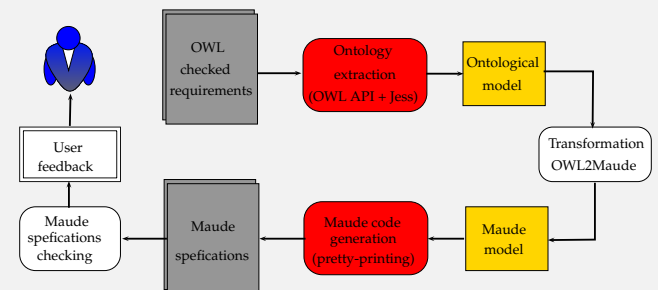 OWL
checked
requirements
Ontology
extraction
(OWL API + Jess)
Ontological
model
Transformation
OWL2Maude
Maude
model
Maude code
generation
(pretty-printing)
Maude
spefications
Maude
spefications
checking
User
feedback